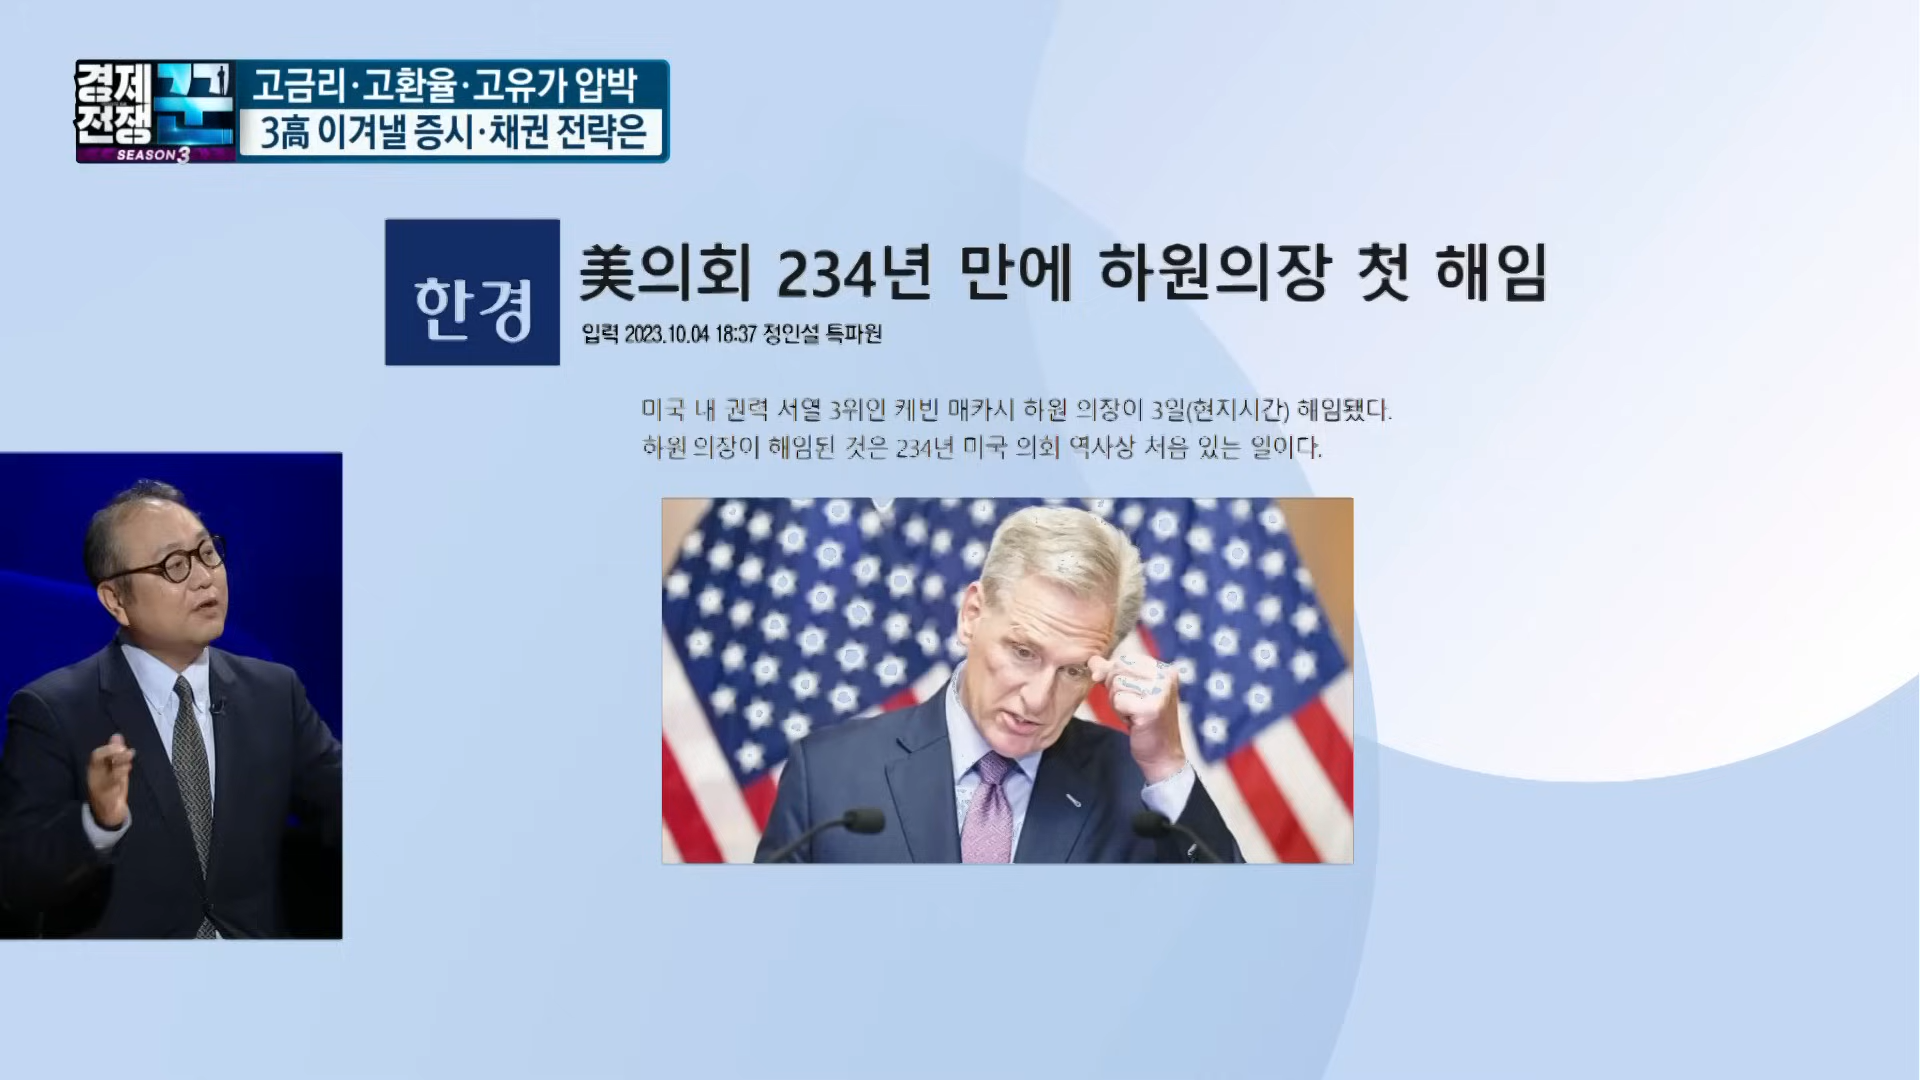 경제
전쟁
꾼
SEASON3
고금리·고환율·고유가 압박
3高 이겨낼 증시·채권 전략은
한경
美의회 234년 만에 하원의장 첫 해임
입력 2023.10.04 18:37 정인설 특파원
미국 내 권력 서열 3위인 케빈 매카시 하원 의장이 3일(현지시간) 해임됐다.
하원 의장이 해임된 것은 234년 미국 의회 역사상 처음 있는 일이다.